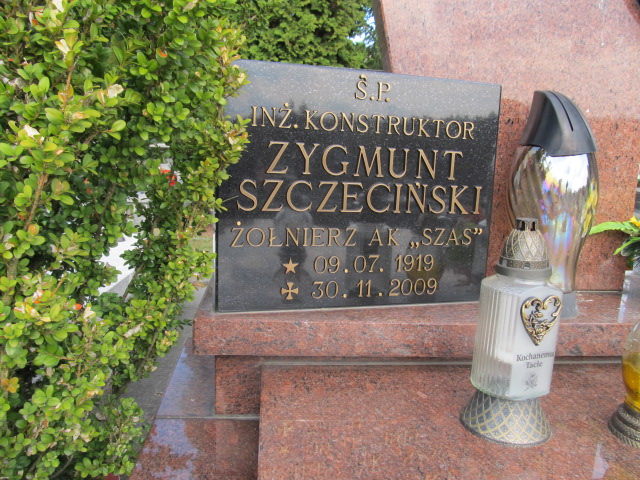 Ś.P.
INŻ. KONSTRUKTOR
ZYGMUNT
SZCZECIŃSKI
ŻOŁNIERZ AK „SZAS”
09.07.1919
30.11.2009
Kochanemu
Tacie